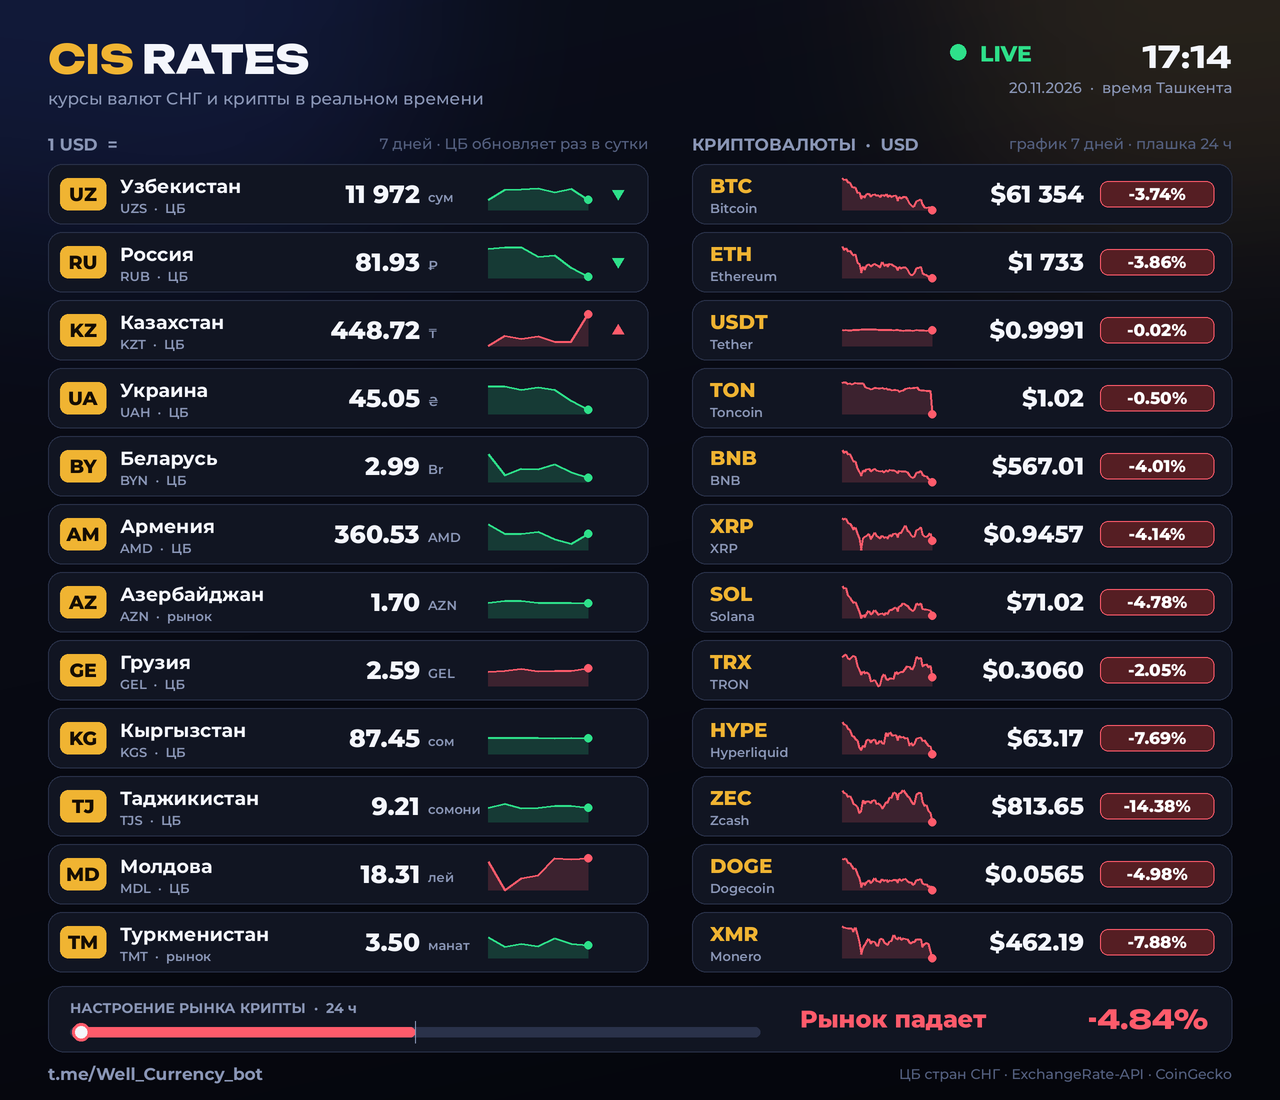 CIS RATES
курсы валют СНГ и крипты в реальном времени
LIVE 17:14
20.11.2026 · время Ташкента
1 USD =
7 дней · ЦБ обновляет раз в сутки
UZ Узбекистан 11 972 сум
UZS · ЦБ
RU Россия 81.93 ₽
RUB · ЦБ
KZ Казахстан 448.72 ₸
KZT · ЦБ
UA Украина 45.05 ₴
UAH · ЦБ
BY Беларусь 2.99 Br
BYN · ЦБ
AM Армения 360.53 AMD
AMD · ЦБ
AZ Азербайджан 1.70 AZN
AZN · рынок
GE Грузия 2.59 GEL
GEL · ЦБ
KG Кыргызстан 87.45 сом
KGS · ЦБ
TJ Таджикистан 9.21 сомони
TJS · ЦБ
MD Молдова 18.31 лей
MDL · ЦБ
TM Туркменистан 3.50 манат
TMT · рынок
КРИПТОВАЛЮТЫ · USD
график 7 дней · плашка 24 ч
BTC $61 354 -3.74%
Bitcoin
ETH $1 733 -3.86%
Ethereum
USDT $0.9991 -0.02%
Tether
TON $1.02 -0.50%
Toncoin
BNB $567.01 -4.01%
BNB
XRP $0.9457 -4.14%
XRP
SOL $71.02 -4.78%
Solana
TRX $0.3060 -2.05%
TRON
HYPE $63.17 -7.69%
Hyperliquid
ZEC $813.65 -14.38%
Zcash
DOGE $0.0565 -4.98%
Dogecoin
XMR $462.19 -7.88%
Monero
НАСТРОЕНИЕ РЫНКА КРИПТЫ · 24 ч
Рынок падает -4.84%
t.me/Well_Currency_bot
ЦБ стран СНГ · ExchangeRate-API · CoinGecko